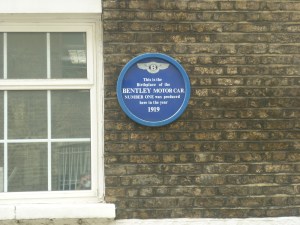 This is the
Birthplace of the
BENTLEY MOTOR CAR
NUMBER ONE was produced
here in the year
1919